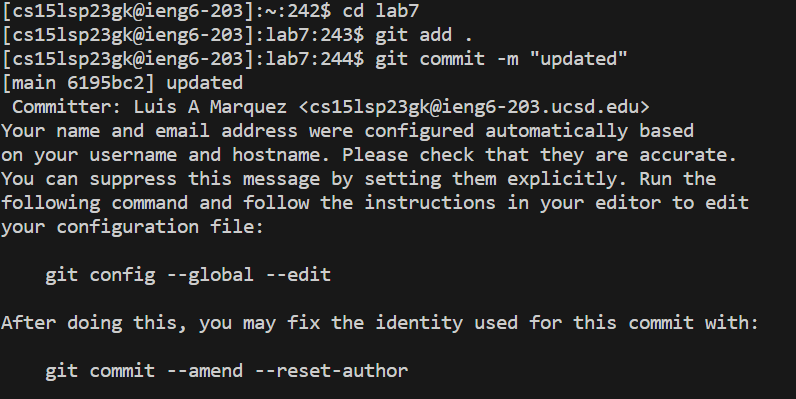 [cs15lsp23gk@ieng6-203]:~:242$ cd lab7
[cs15lsp23gk@ieng6-203]:lab7:243$ git add .
[cs15lsp23gk@ieng6-203]:lab7:244$ git commit -m "updated"
[main 6195bc2] updated
 Committer: Luis A Marquez <cs15lsp23gk@ieng6-203.ucsd.edu>
Your name and email address were configured automatically based
on your username and hostname. Please check that they are accurate.
You can suppress this message by setting them explicitly. Run the
following command and follow the instructions in your editor to edit
your configuration file:

    git config --global --edit

After doing this, you may fix the identity used for this commit with:

    git commit --amend --reset-author